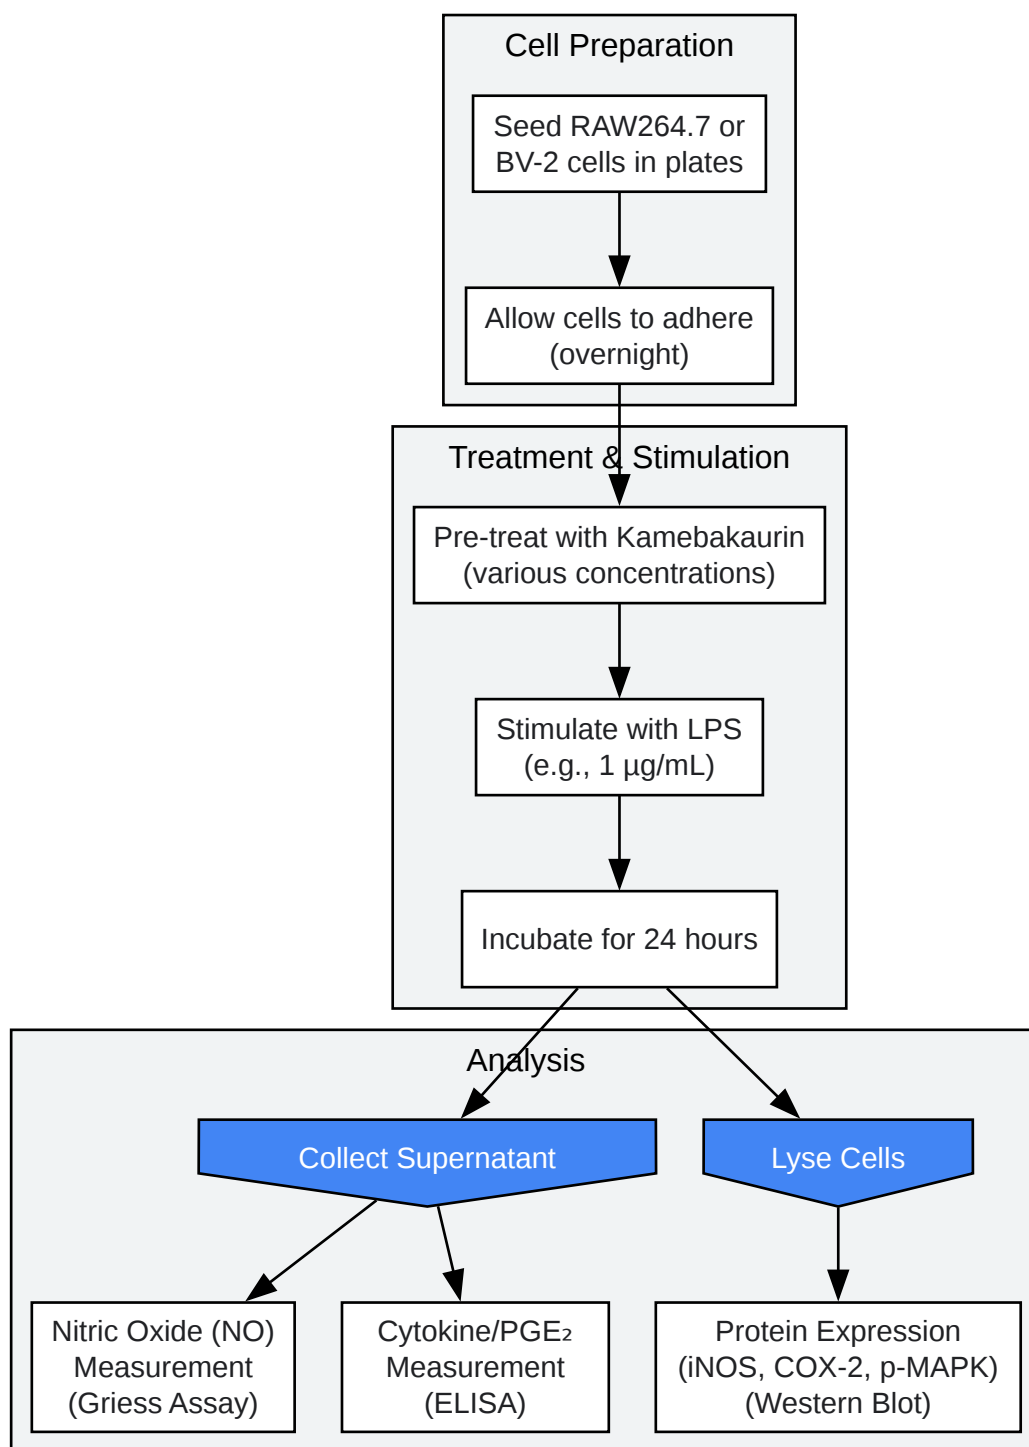 Cell Preparation
Seed RAW264.7 or
BV-2 cells in plates
Allow cells to adhere
(overnight)
Treatment & Stimulation
Pre-treat with Kamebakaurin
(various concentrations)
Stimulate with LPS
(e.g., 1 µg/mL)
Incubate for 24 hours
Analysis
Collect Supernatant
Lyse Cells
Nitric Oxide (NO)
Measurement
(Griess Assay)
Cytokine/PGE₂
Measurement
(ELISA)
Protein Expression
(iNOS, COX-2, p-MAPK)
(Western Blot)